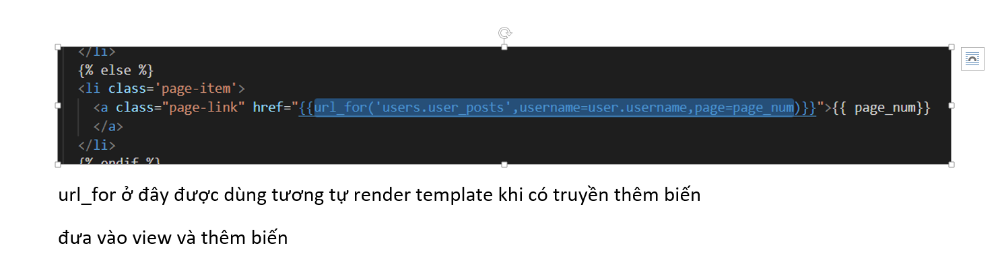 </li>
{% else %}
<li class='page-item'>
<a class="page-link" href="{{url_for('users.user_posts',username=user.username,page=page_num)}}">{{ page_num}}
</a>
</li>
{% endif %}
url_for ở đây được dùng tương tự render template khi có truyền thêm biến
đưa vào view và thêm biến